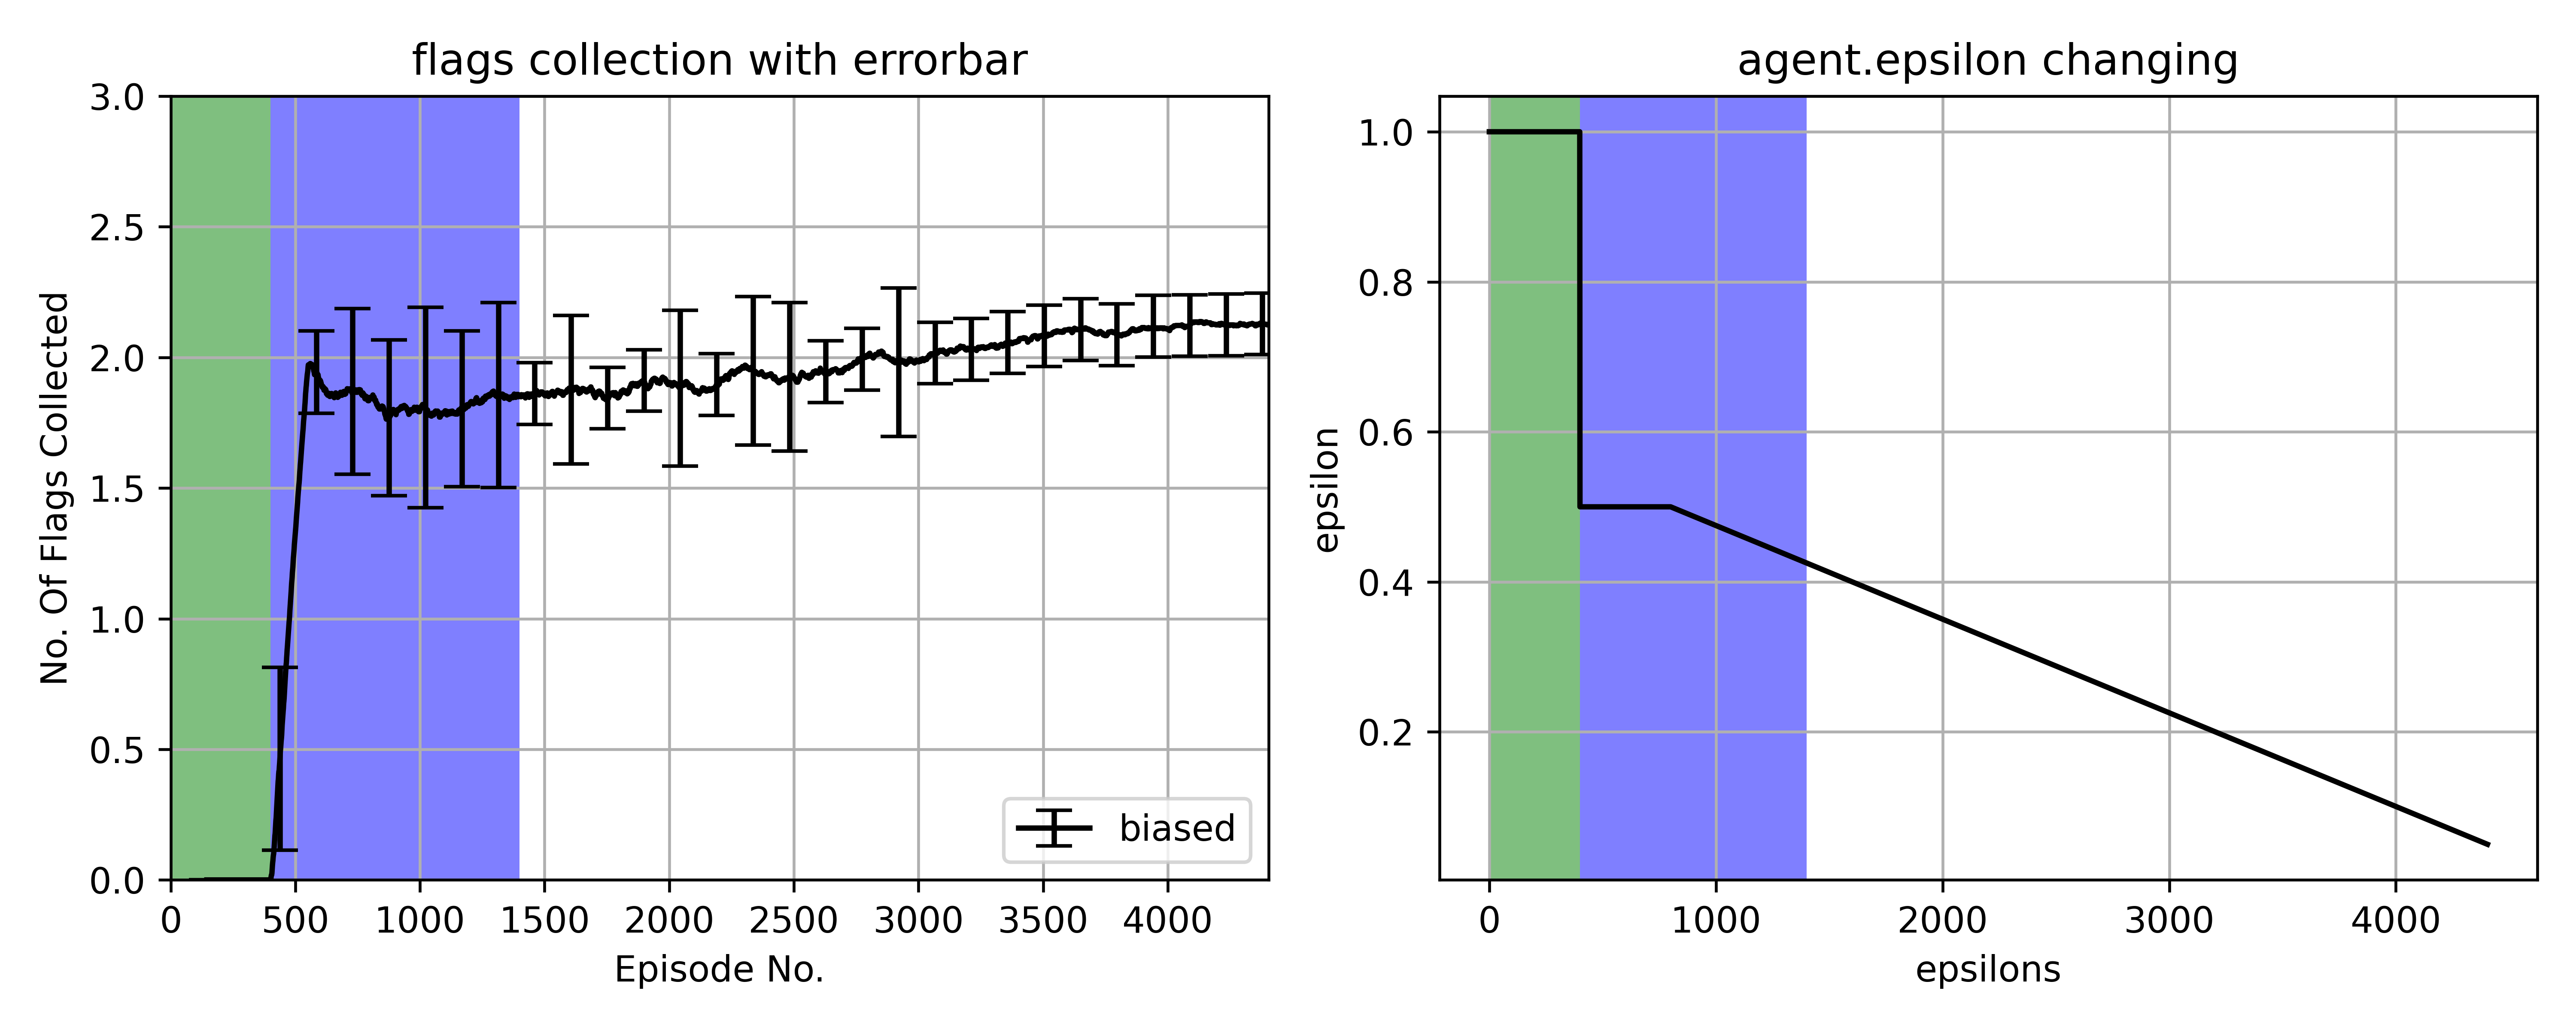 flags collection with errorbar
3.0
2.5
2.0
1.5
1.0
0.5
0.0
No. Of Flags Collected
0 500 1000 1500 2000 2500 3000 3500 4000
Episode No.
biased
agent.epsilon changing
1.0
0.8
0.6
0.4
0.2
epsilon
0 1000 2000 3000 4000
epsilons